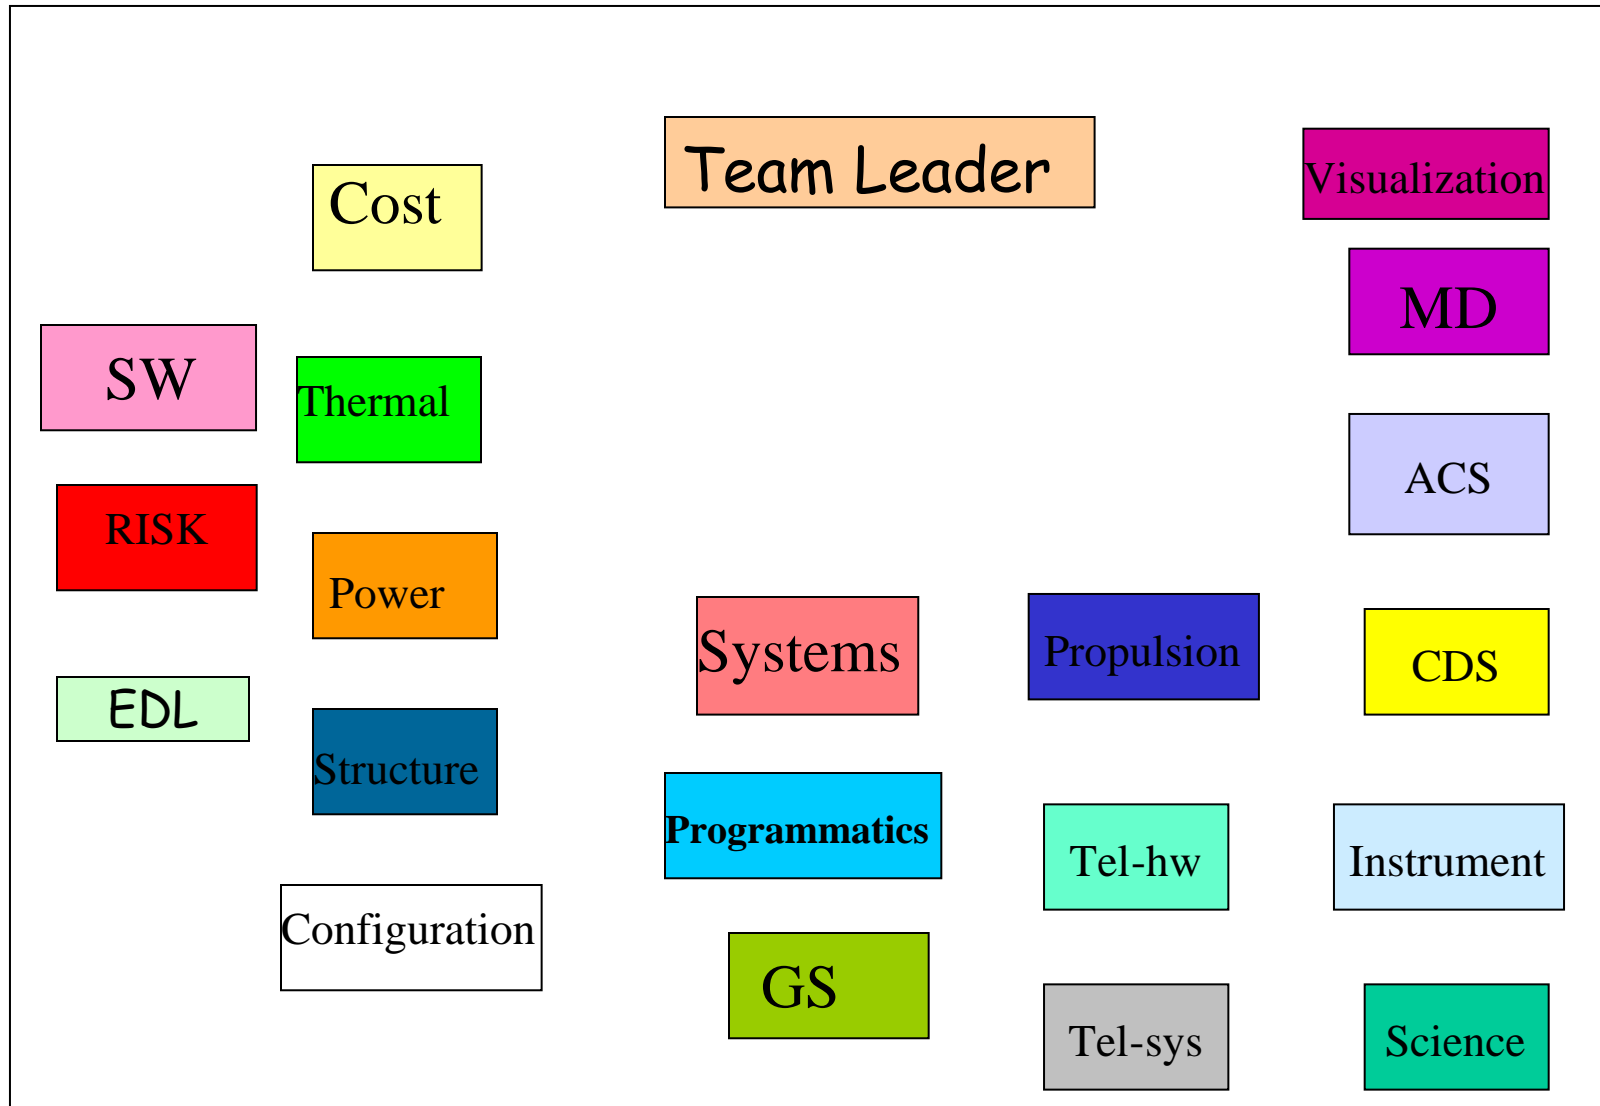 Team Leader
Visualization
Cost
MD
SW
Thermal
ACS
RISK
Power
Systems
Propulsion
CDS
EDL
Structure
Programmatics
Tel-hw
Instrument
Configuration
GS
Tel-sys
Science